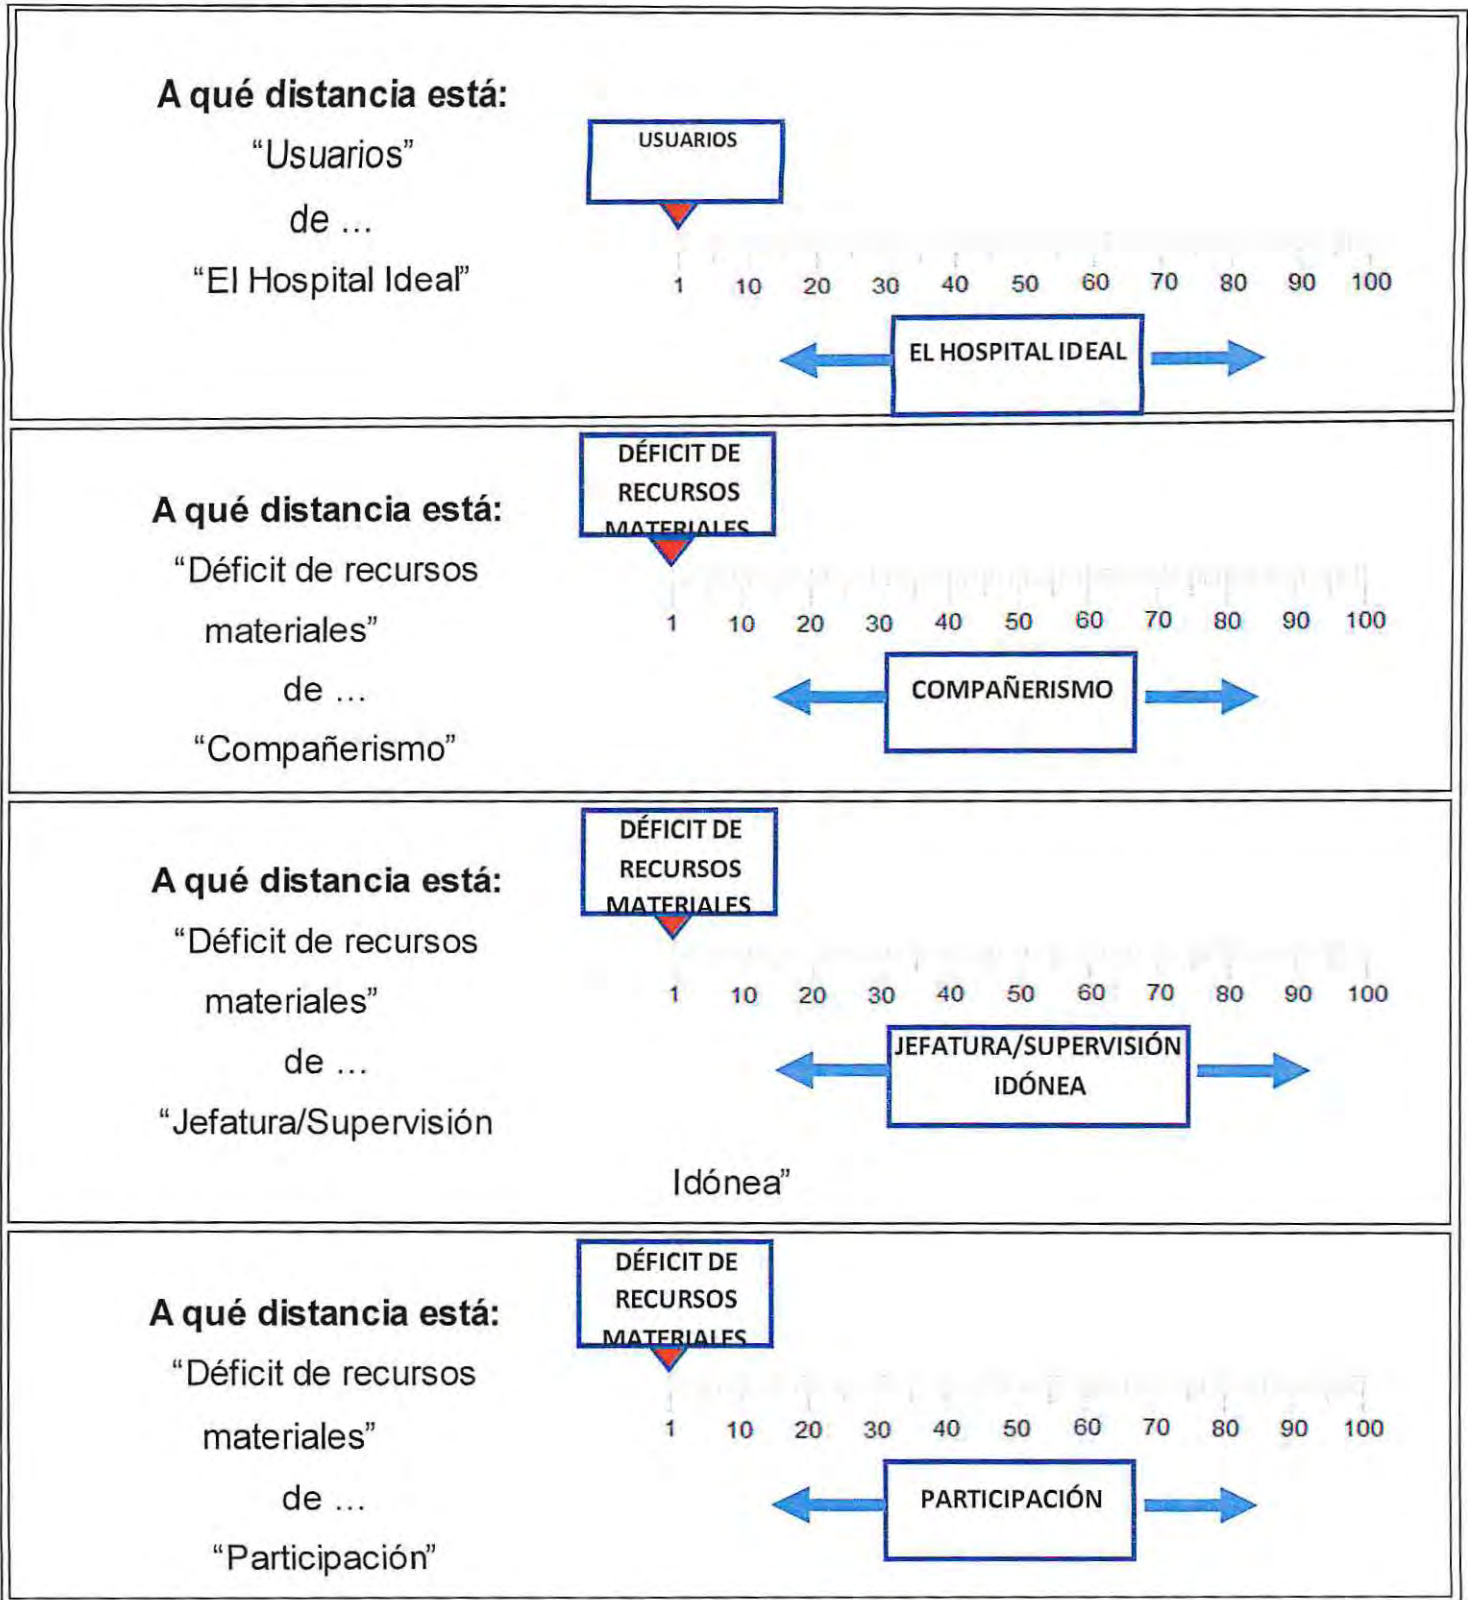 A qué distancia está:
“Usuarios”
de ...
“El Hospital Ideal”
USUARIOS
1 10 20 30 40 50 60 70 80 90 100
EL HOSPITAL IDEAL
A qué distancia está:
“Déficit de recursos
materiales”
de ...
“Compañerismo”
DÉFICIT DE
RECURSOS
MATERIALES
1 10 20 30 40 50 60 70 80 90 100
COMPAÑERISMO
A qué distancia está:
“Déficit de recursos
materiales”
de ...
“Jefatura/Supervisión
Idónea”
DÉFICIT DE
RECURSOS
MATERIALES
1 10 20 30 40 50 60 70 80 90 100
JEFATURA/SUPERVISIÓN
IDÓNEA
A qué distancia está:
“Déficit de recursos
materiales”
de ...
“Participación”
DÉFICIT DE
RECURSOS
MATERIALES
1 10 20 30 40 50 60 70 80 90 100
PARTICIPACIÓN